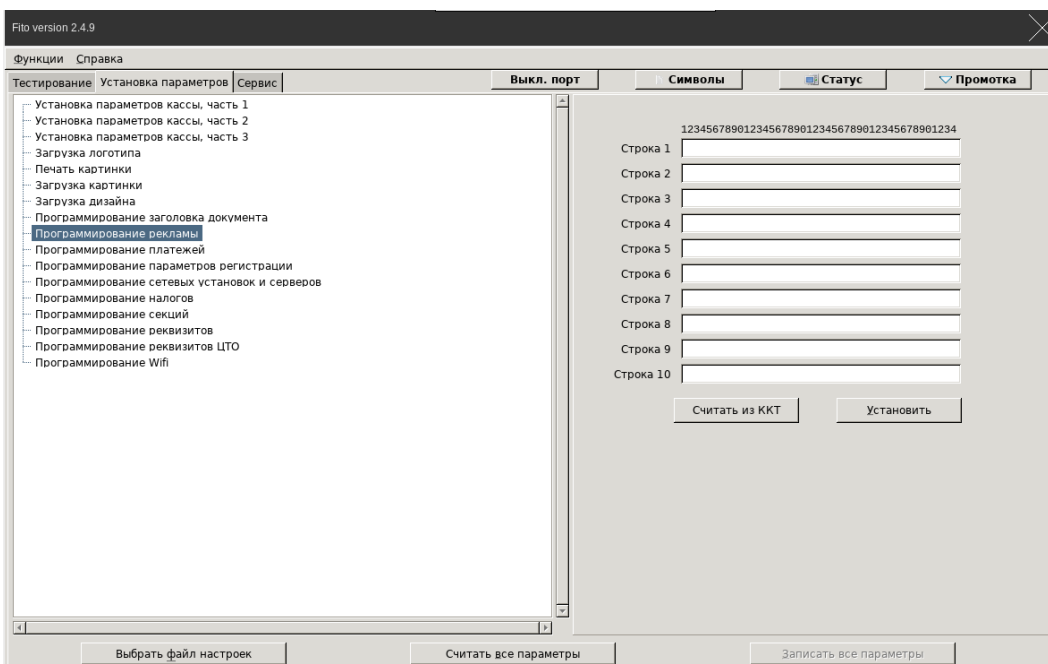 Fito version 2.4.9
Функции Справка
Тестирование Установка параметров Сервис Выкл. порт Символы Статус Промотка
Установка параметров кассы, часть 1
Установка параметров кассы, часть 2
Установка параметров кассы, часть 3
Загрузка логотипа
Печать картинки
Загрузка картинки
Загрузка дизайна
Программирование заголовка документа
Программирование рекламы
Программирование платежей
Программирование параметров регистрации
Программирование сетевых установок и серверов
Программирование налогов
Программирование секций
Программирование реквизитов
Программирование реквизитов ЦТО
Программирование Wifi
12345678901234567890123456789012345678901234
Строка 1
Строка 2
Строка 3
Строка 4
Строка 5
Строка 6
Строка 7
Строка 8
Строка 9
Строка 10
Считать из ККТ Установить
Выбрать файл настроек Считать все параметры Записать все параметры